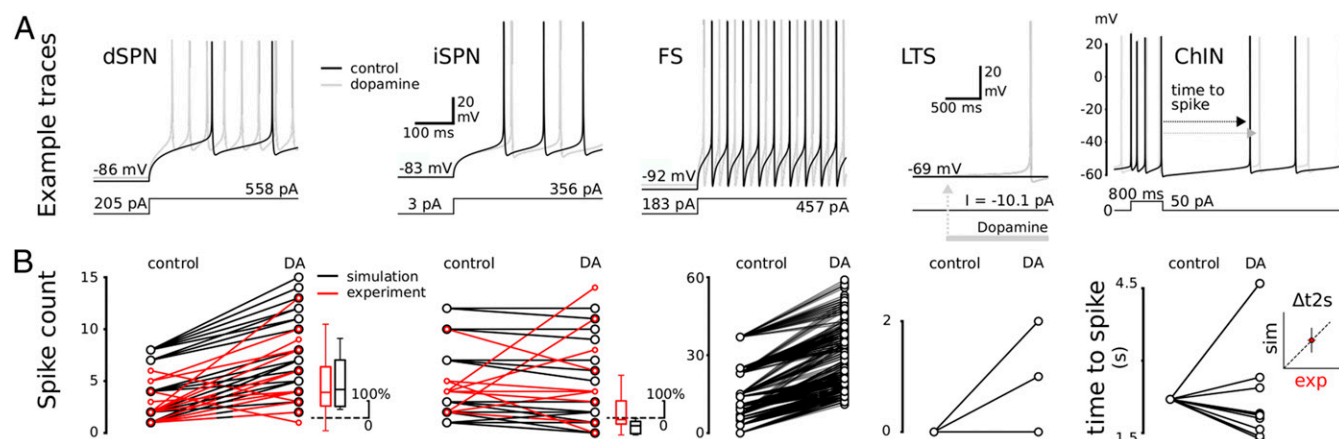 A
Example traces
dSPN
control
dopamine
-86 mV
558 pA
205 pA
iSPN
20
mV
100 ms
-83 mV
356 pA
3 pA
FS
-92 mV
183 pA
457 pA
LTS
20
mV
500 ms
-69 mV
I = -10.1 pA
Dopamine
mV
ChIN
20
0
-20
-40
-60
time to
spike
800 ms
0
50 pA
B
Spike count
control
DA
simulation
experiment
15
10
5
0
100%
0
control
DA
100%
0
control
DA
60
30
0
control
DA
2
0
control
DA
time to spike
(s)
4.5
1.5
Δt2s
sim
exp